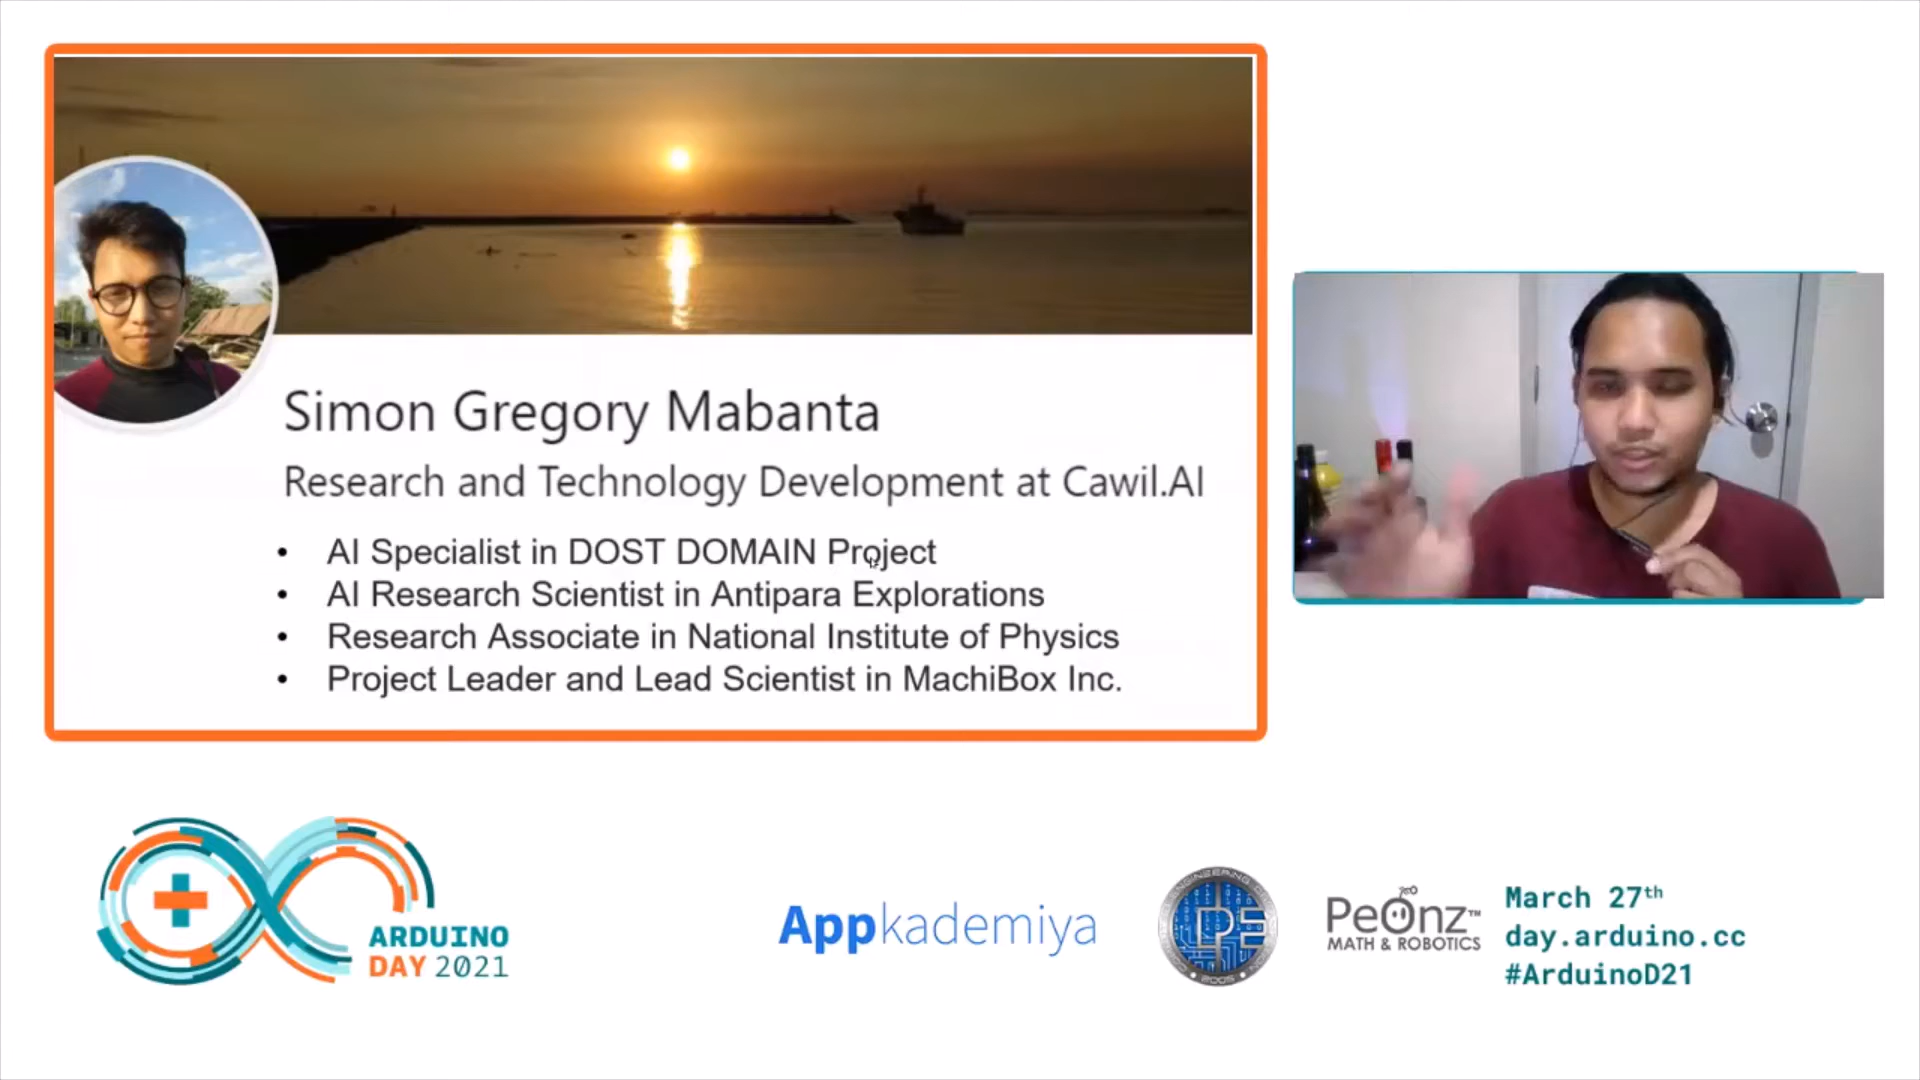 Simon Gregory Mabanta
Research and Technology Development at Cawil.AI
• AI Specialist in DOST DOMAIN Project
• AI Research Scientist in Antipara Explorations
• Research Associate in National Institute of Physics
• Project Leader and Lead Scientist in MachiBox Inc.
ARDUINO
DAY 2021
Appkademiya
PeOnz™
MATH & ROBOTICS
March 27th
day.arduino.cc
#ArduinoD21